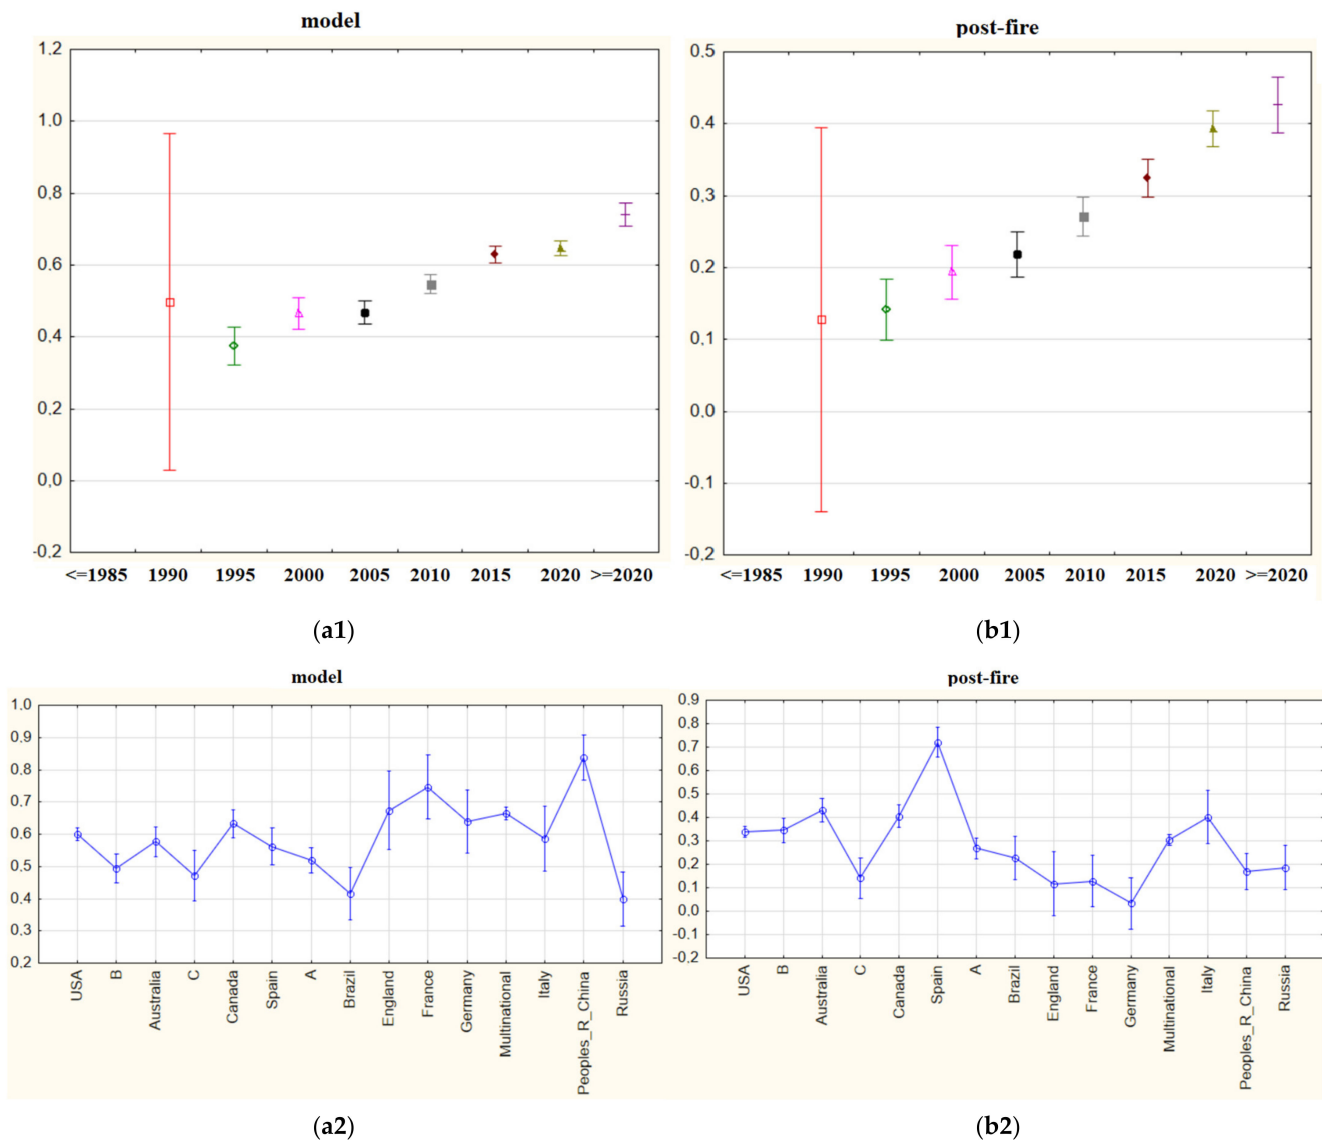 model
1.2
1.0
0.8
0.6
0.4
0.2
0.0
-0.2
<=1985 1990 1995 2000 2005 2010 2015 2020 >=2020
(a1)
post-fire
0.5
0.4
0.3
0.2
0.1
0.0
-0.1
-0.2
<=1985 1990 1995 2000 2005 2010 2015 2020 >=2020
(b1)
model
1.0
0.9
0.8
0.7
0.6
0.5
0.4
0.3
0.2
USA
B
Australia
C
Canada
Spain
A
Brazil
England
France
Germany
Multinational
Italy
Peoples_R_China
Russia
(a2)
post-fire
0.9
0.8
0.7
0.6
0.5
0.4
0.3
0.2
0.1
0.0
-0.1
-0.2
USA
B
Australia
C
Canada
Spain
A
Brazil
England
France
Germany
Multinational
Italy
Peoples_R_China
Russia
(b2)